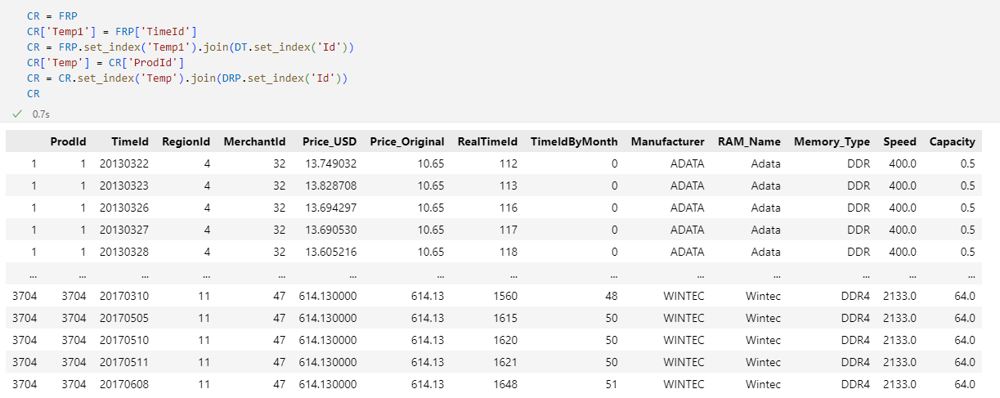 CR = FRP
CR['Temp1'] = FRP['TimeId']
CR = FRP.set_index('Temp1').join(DT.set_index('Id'))
CR['Temp'] = CR['ProdId']
CR = CR.set_index('Temp').join(DRP.set_index('Id'))
CR
✓ 0.7s
ProdId TimeId RegionId MerchantId Price_USD Price_Original RealTimeId TimeIdByMonth Manufacturer RAM_Name Memory_Type Speed Capacity
1 1 20130322 4 32 13.749032 10.65 112 0 ADATA Adata DDR 400.0 0.5
1 1 20130323 4 32 13.828708 10.65 113 0 ADATA Adata DDR 400.0 0.5
1 1 20130326 4 32 13.694297 10.65 116 0 ADATA Adata DDR 400.0 0.5
1 1 20130327 4 32 13.690530 10.65 117 0 ADATA Adata DDR 400.0 0.5
1 1 20130328 4 32 13.605216 10.65 118 0 ADATA Adata DDR 400.0 0.5
... ... ... ... ... ... ... ... ... ... ... ... ... ...
3704 3704 20170310 11 47 614.130000 614.13 1560 48 WINTEC Wintec DDR4 2133.0 64.0
3704 3704 20170505 11 47 614.130000 614.13 1615 50 WINTEC Wintec DDR4 2133.0 64.0
3704 3704 20170510 11 47 614.130000 614.13 1620 50 WINTEC Wintec DDR4 2133.0 64.0
3704 3704 20170511 11 47 614.130000 614.13 1621 50 WINTEC Wintec DDR4 2133.0 64.0
3704 3704 20170608 11 47 614.130000 614.13 1648 51 WINTEC Wintec DDR4 2133.0 64.0